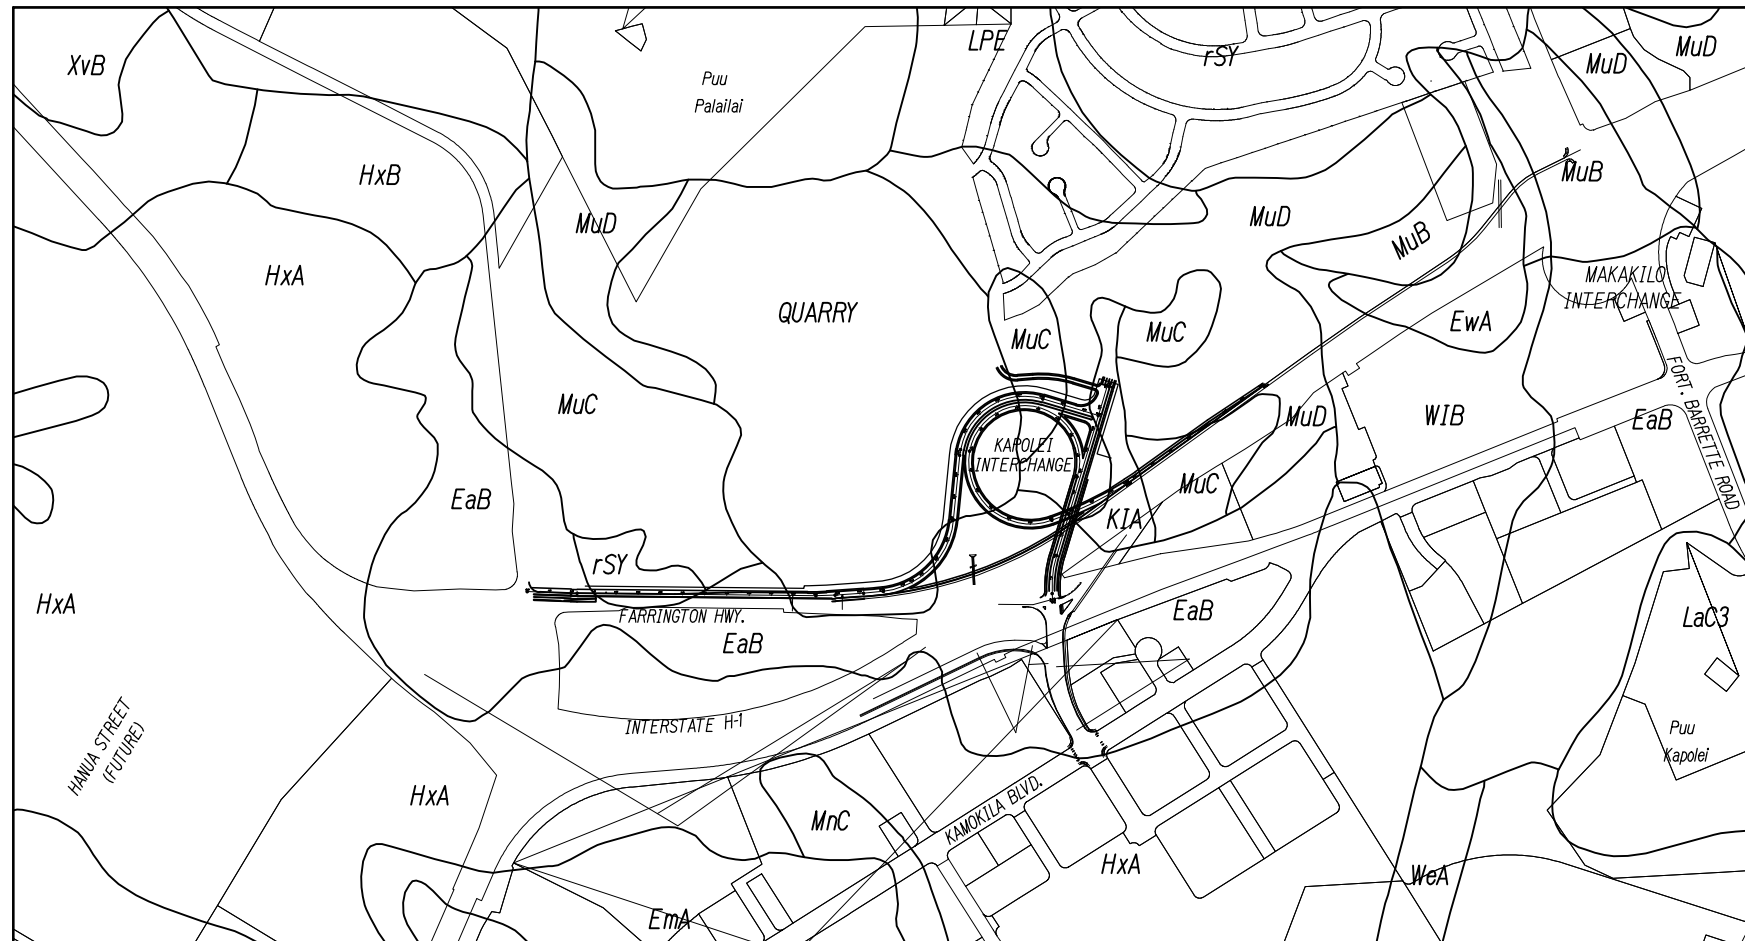 LPE
rSY
MuD
MuD
XvB
Puu
Palailai
HxB
MuB
MuD
MuD
MuB
HxA
MAKAKILO
INTERCHANGE
QUARRY
EwA
MuC
MuC
MuC
FORT. BARRETTE ROAD
WIB
EaB
MuD
KAPOLEI
INTERCHANGE
MuC
EaB
KIA
rSY
HxA
FARRINGTON HWY.
EaB
EaB
LaC3
HANUA STREET
(FUTURE)
INTERSTATE H-1
Puu
Kapolei
HxA
MnC
KAMOKILA BLVD.
HxA
WeA
EmA